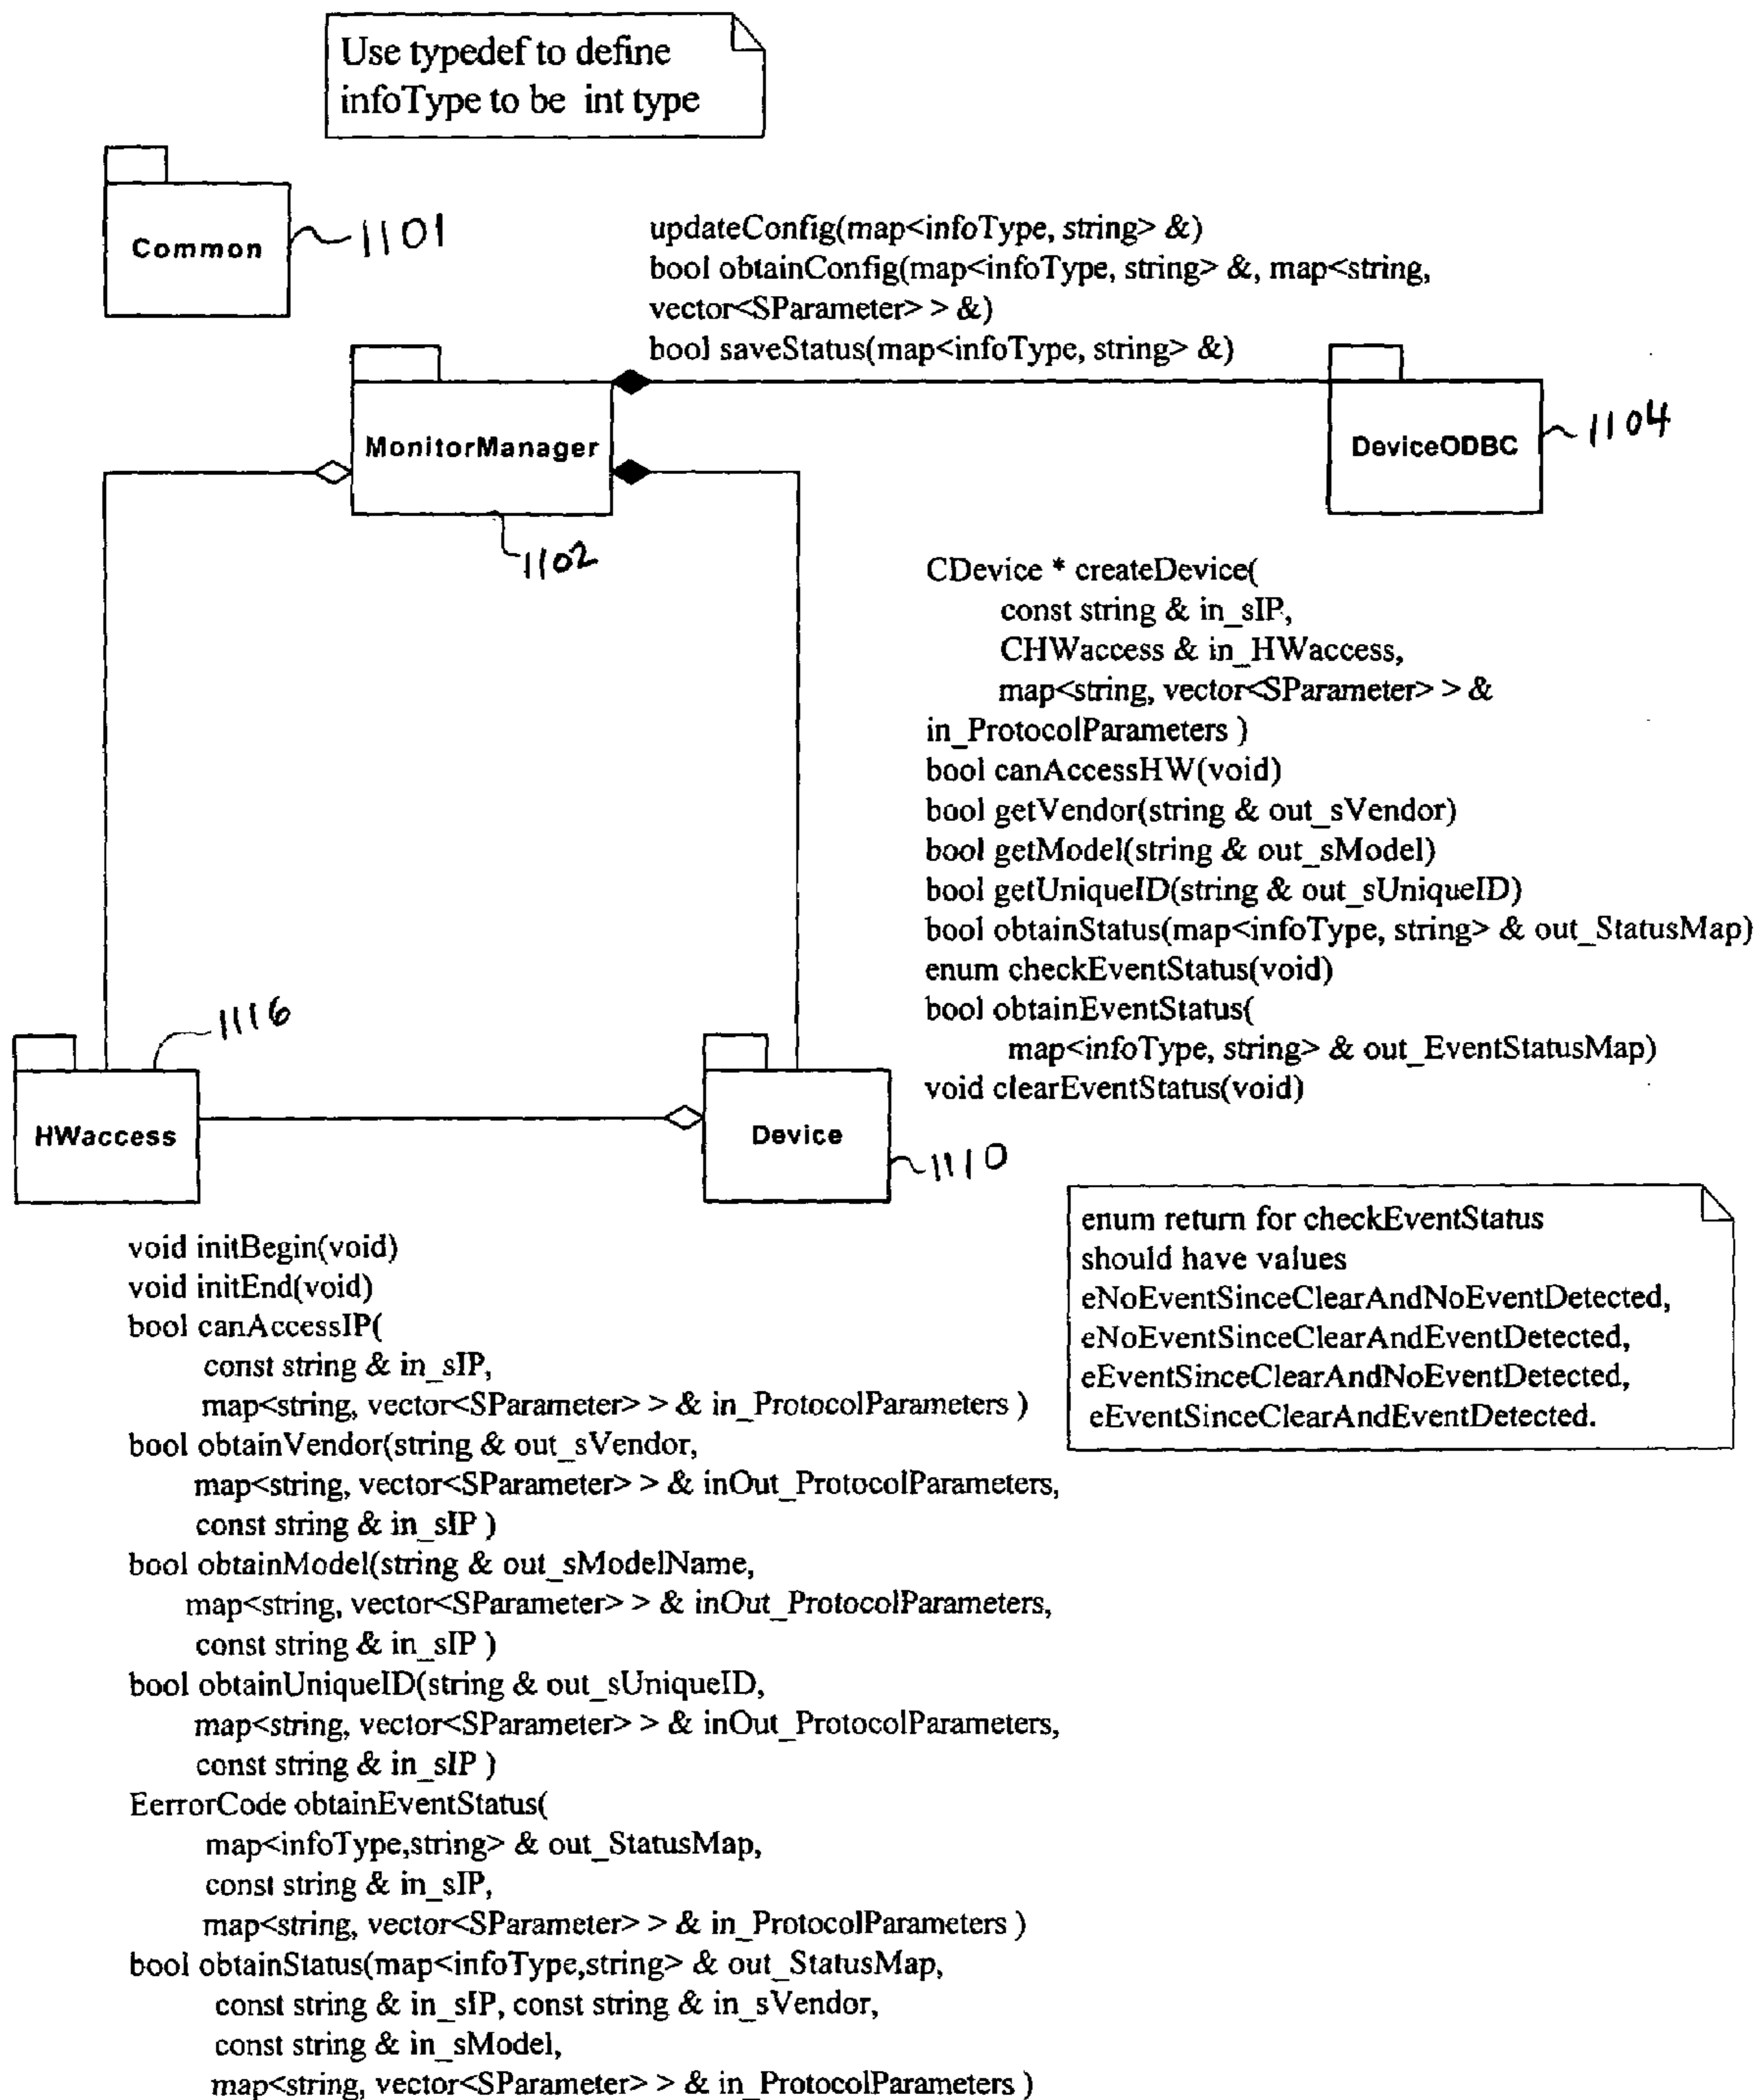 Use typedef to define
infoType to be int type
Common
1101
updateConfig(map<infoType, string> &)
bool obtainConfig(map<infoType, string> &, map<string,
vector<SParameter> > &)
bool saveStatus(map<infoType, string> &)
MonitorManager
1102
DeviceODBC
1104
CDevice * createDevice(
const string & in_sIP,
CHWaccess & in_HWaccess,
map<string, vector<SParameter> > &
in_ProtocolParameters )
bool canAccessHW(void)
bool getVendor(string & out_sVendor)
bool getModel(string & out_sModel)
bool getUniqueID(string & out_sUniqueID)
bool obtainStatus(map<infoType, string> & out_StatusMap)
enum checkEventStatus(void)
bool obtainEventStatus(
map<infoType, string> & out_EventStatusMap)
void clearEventStatus(void)
1116
HWaccess
Device
1110
enum return for checkEventStatus
should have values
eNoEventSinceClearAndNoEventDetected,
eNoEventSinceClearAndEventDetected,
eEventSinceClearAndNoEventDetected,
eEventSinceClearAndEventDetected.
void initBegin(void)
void initEnd(void)
bool canAccessIP(
const string & in_sIP,
map<string, vector<SParameter> > & in_ProtocolParameters )
bool obtainVendor(string & out_sVendor,
map<string, vector<SParameter> > & inOut_ProtocolParameters,
const string & in_sIP )
bool obtainModel(string & out_sModelName,
map<string, vector<SParameter> > & inOut_ProtocolParameters,
const string & in_sIP )
bool obtainUniqueID(string & out_sUniqueID,
map<string, vector<SParameter> > & inOut_ProtocolParameters,
const string & in_sIP )
EerrorCode obtainEventStatus(
map<infoType,string> & out_StatusMap,
const string & in_sIP,
map<string, vector<SParameter> > & in_ProtocolParameters )
bool obtainStatus(map<infoType,string> & out_StatusMap,
const string & in_sIP, const string & in_sVendor,
const string & in_sModel,
map<string, vector<SParameter> > & in_ProtocolParameters )